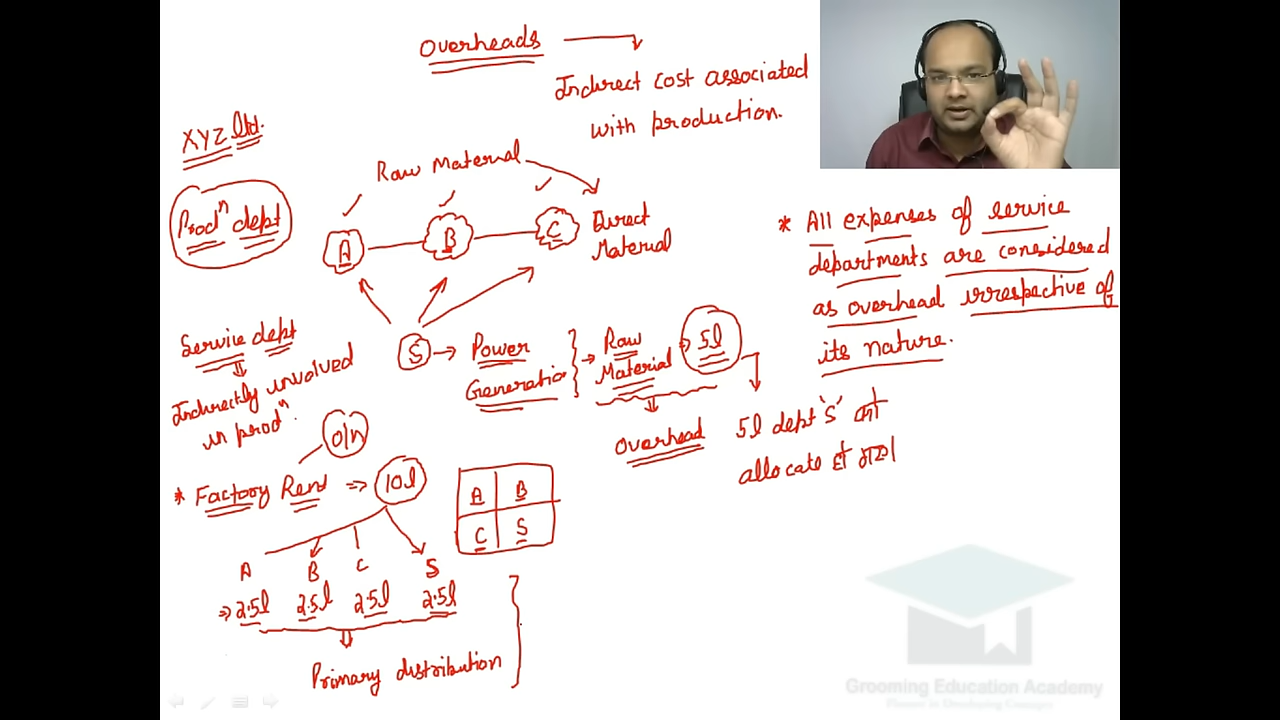 Overheads
Indirect cost associated
with production.
XYZ ltd.
Raw Material
Prodⁿ dept
A
B
C
Direct
Material
* All expenses of service
departments are considered
as overhead irrespective of
its nature.
Service dept
Indirectly involved
in prodⁿ.
S
Power
Generation
Raw
Material
5l
Overhead
5l dept 'S' को
allocate हो गया
O/H
* Factory Rent ⇒ 10l
A B
C S
A B C S
⇒ 2.5l 2.5l 2.5l 2.5l
Primary distribution
Grooming Education Academy